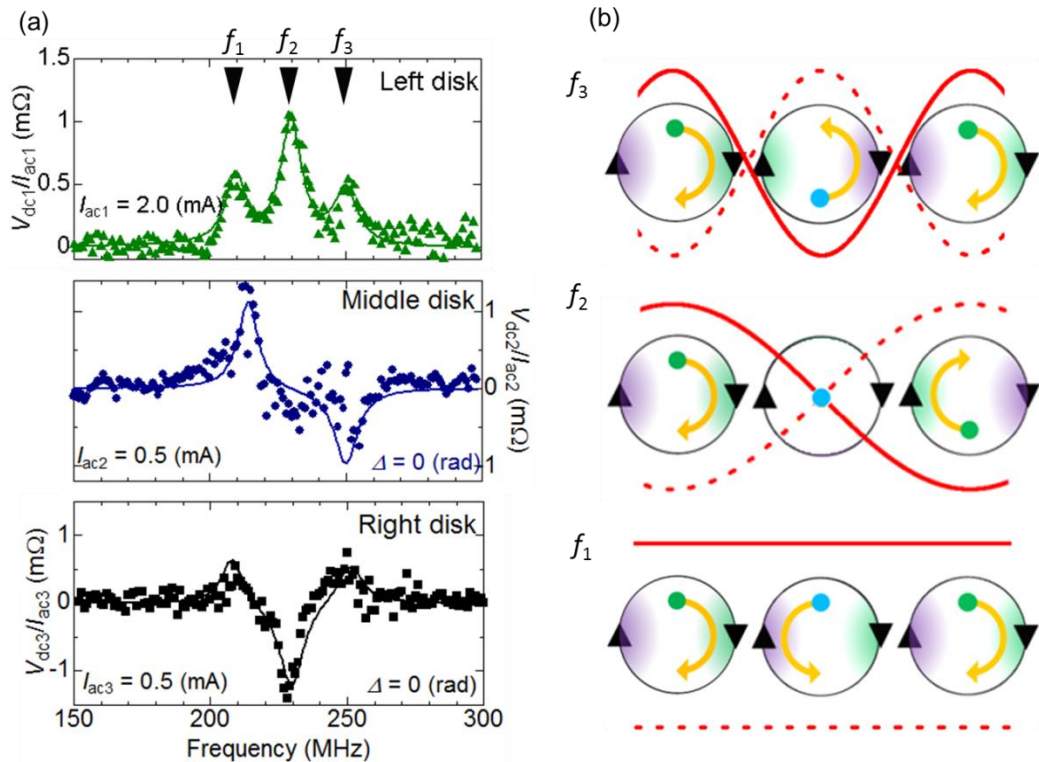 (a)
f1 f2 f3
Left disk
1.5
1
0.5
0
Vdc1/Iac1 (mΩ)
Iac1 = 2.0 (mA)
Middle disk
1
0
1
Vdc2/Iac2 (mΩ)
Iac2 = 0.5 (mA)
Δ = 0 (rad)
Right disk
1
0
-1
Vdc3/Iac3 (mΩ)
Iac3 = 0.5 (mA)
Δ = 0 (rad)
150 200 250 300
Frequency (MHz)
(b)
f3
f2
f1